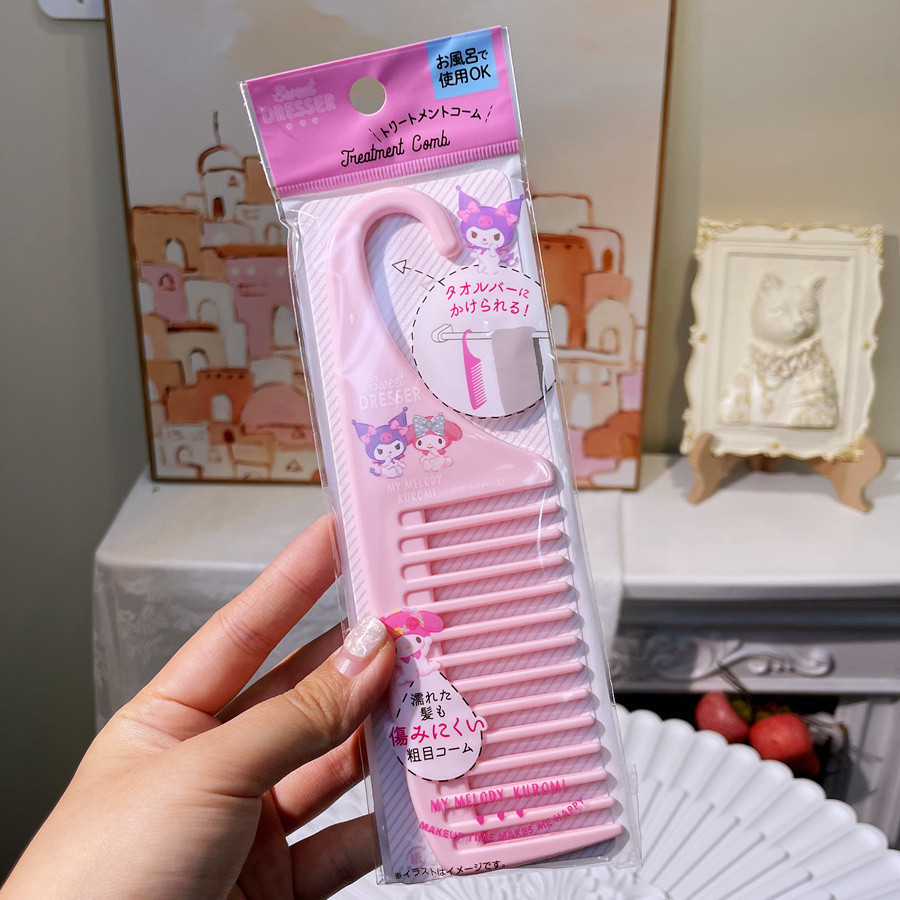 お風呂で
使用OK
Sweet
DRESSER
トリートメントコーム
Treatment Comb
タオルバーに
かけられる!
Sweet
DRESSER
MY MELODY
KUROMI
濡れた
髪も
傷みにくい
粗目コーム
MY MELODY KUROMI
MAKEUP TIME MAKES ME HAPPY
※イラストはイメージです。